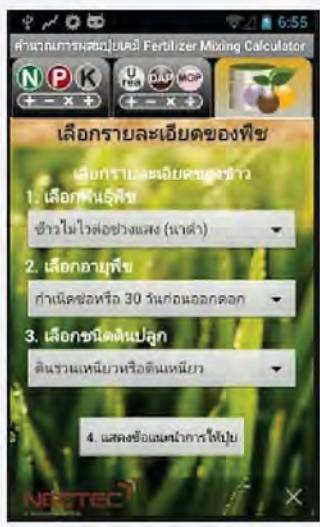 6:55
คำนวณการผสมปุ๋ยเคมี Fertilizer Mixing Calculator
N P K
Urea DAP MOP
+ − × ÷
+ − × ÷
เลือกรายละเอียดของพืช
เลือกรายละเอียดของข้าว
1. เลือกพันธุ์พืช
ข้าวไม่ไวต่อช่วงแสง (นาดำ)
2. เลือกอายุพืช
กำเนิดช่อหรือ 30 วันก่อนออกดอก
3. เลือกชนิดดินปลูก
ดินร่วนเหนียวหรือดินเหนียว
4. แสดงข้อแนะนำการให้ปุ๋ย
NECTEC